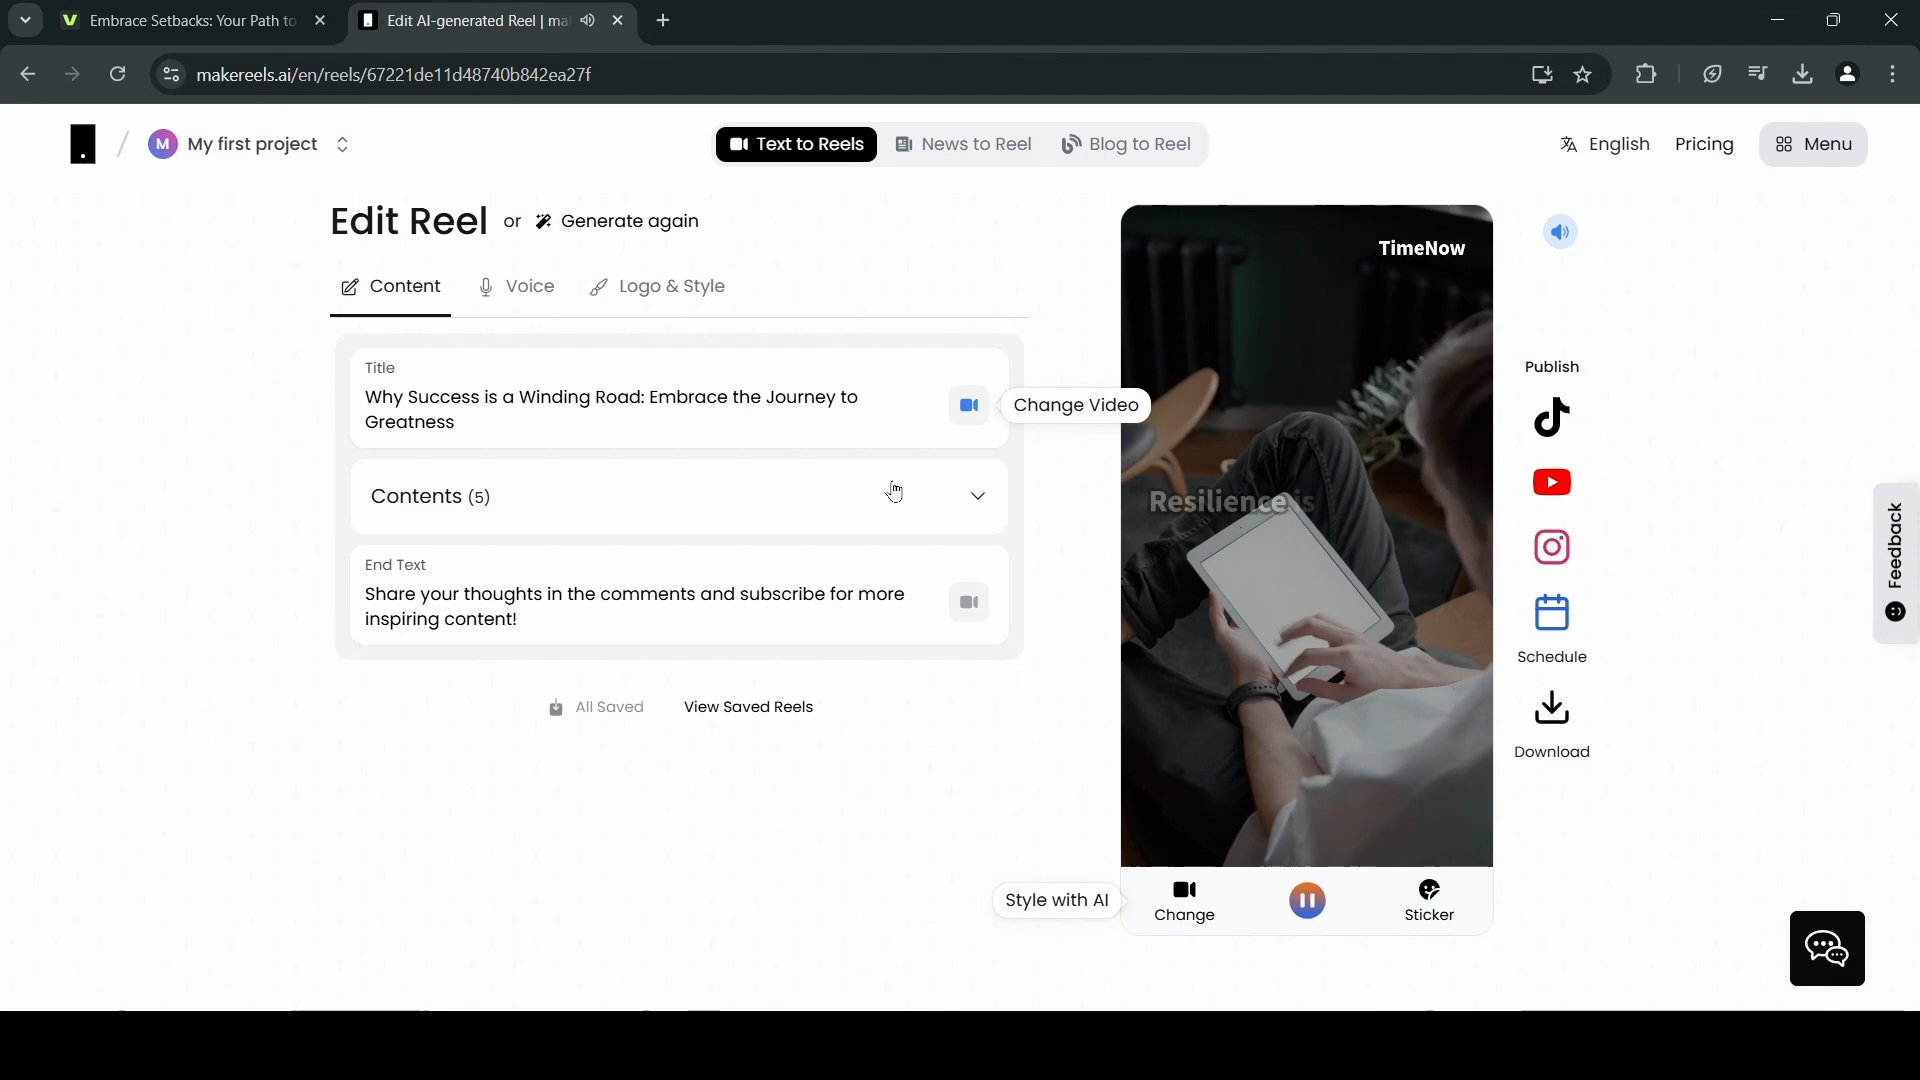 Embrace Setbacks: Your Path to
Edit AI-generated Reel | ma
makereels.ai/en/reels/67221de11d48740b842ea27f
M My first project
Text to Reels
News to Reel
Blog to Reel
English
Pricing
Menu
Edit Reel or Generate again
Content
Voice
Logo & Style
Title
Why Success is a Winding Road: Embrace the Journey to
Greatness
Change Video
Contents (5)
End Text
Share your thoughts in the comments and subscribe for more
inspiring content!
All Saved
View Saved Reels
TimeNow
Resilience is
Style with AI
Change
Sticker
Publish
Schedule
Download
Feedback